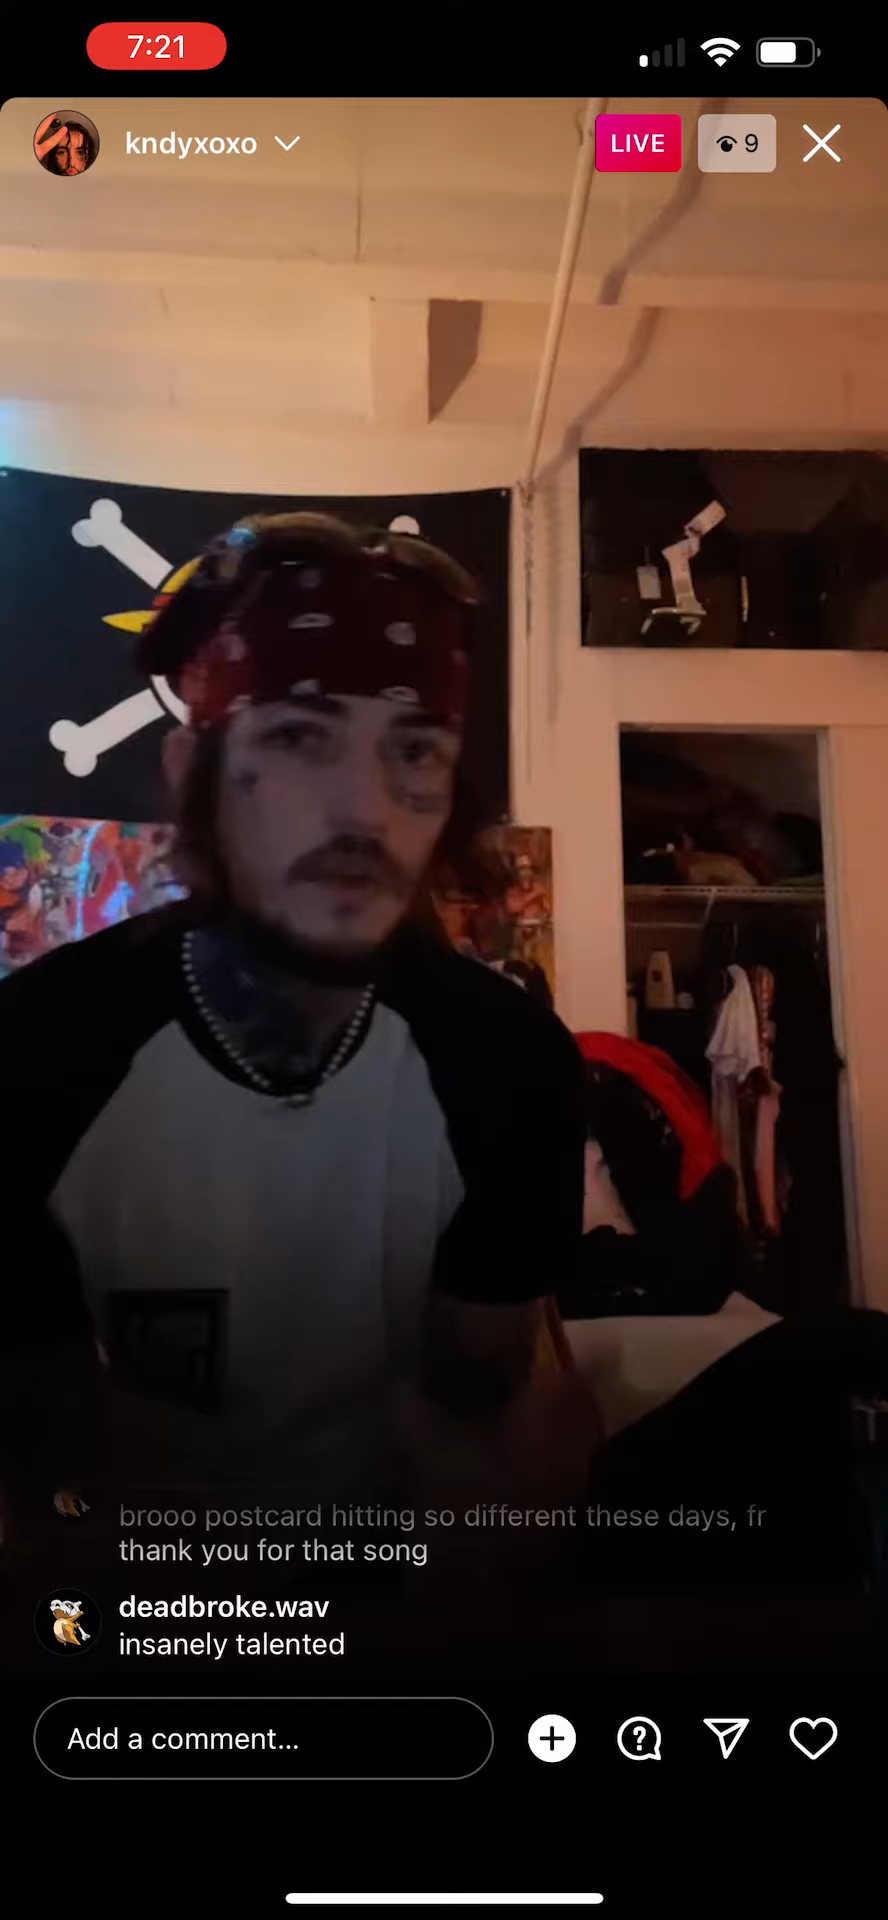 7:21
kndyxoxo
LIVE
9
brooo postcard hitting so different these days, fr
thank you for that song
deadbroke.wav
insanely talented
Add a comment...